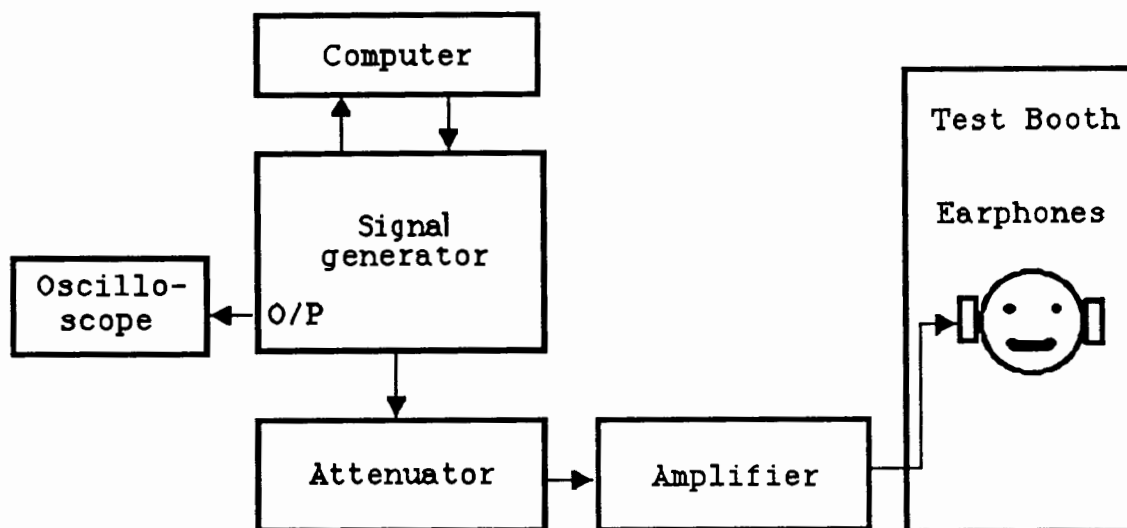 Computer
Test Booth
Signal
generator
Earphones
Oscillo-
scope
O/P
Attenuator
Amplifier